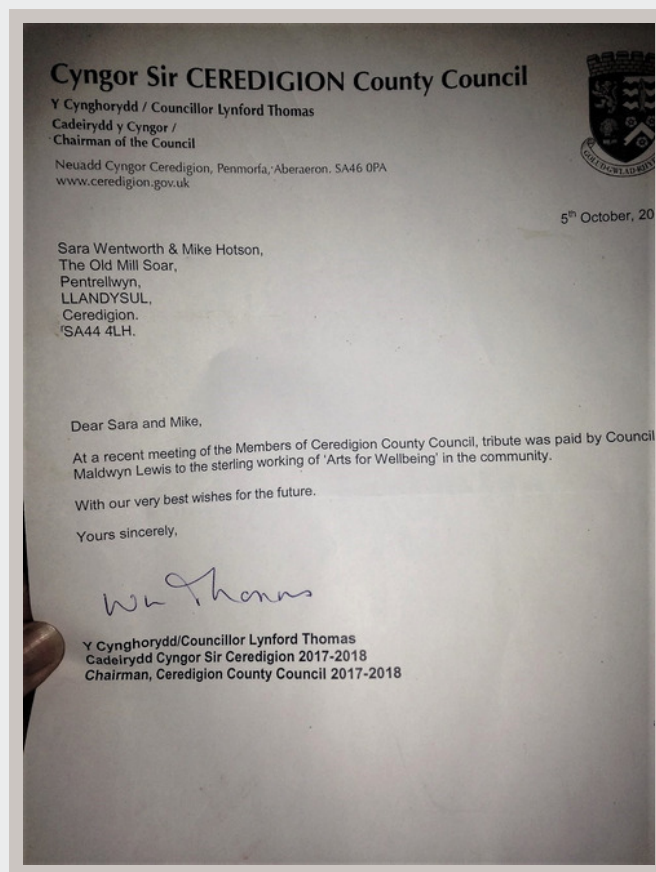 Cyngor Sir CEREDIGION County Council
Y Cynghorydd / Councillor Lynford Thomas
Cadeirydd y Cyngor /
Chairman of the Council
Neuadd Cyngor Ceredigion, Penmorfa, Aberaeron. SA46 0PA
www.ceredigion.gov.uk
GOLUD GWLAD RHYDD
5th October, 20
Sara Wentworth & Mike Hotson,
The Old Mill Soar,
Pentrellwyn,
LLANDYSUL,
Ceredigion.
SA44 4LH.
Dear Sara and Mike,
At a recent meeting of the Members of Ceredigion County Council, tribute was paid by Council
Maldwyn Lewis to the sterling working of 'Arts for Wellbeing' in the community.
With our very best wishes for the future.
Yours sincerely,
Thomas
Y Cynghorydd/Councillor Lynford Thomas
Cadeirydd Cyngor Sir Ceredigion 2017-2018
Chairman, Ceredigion County Council 2017-2018